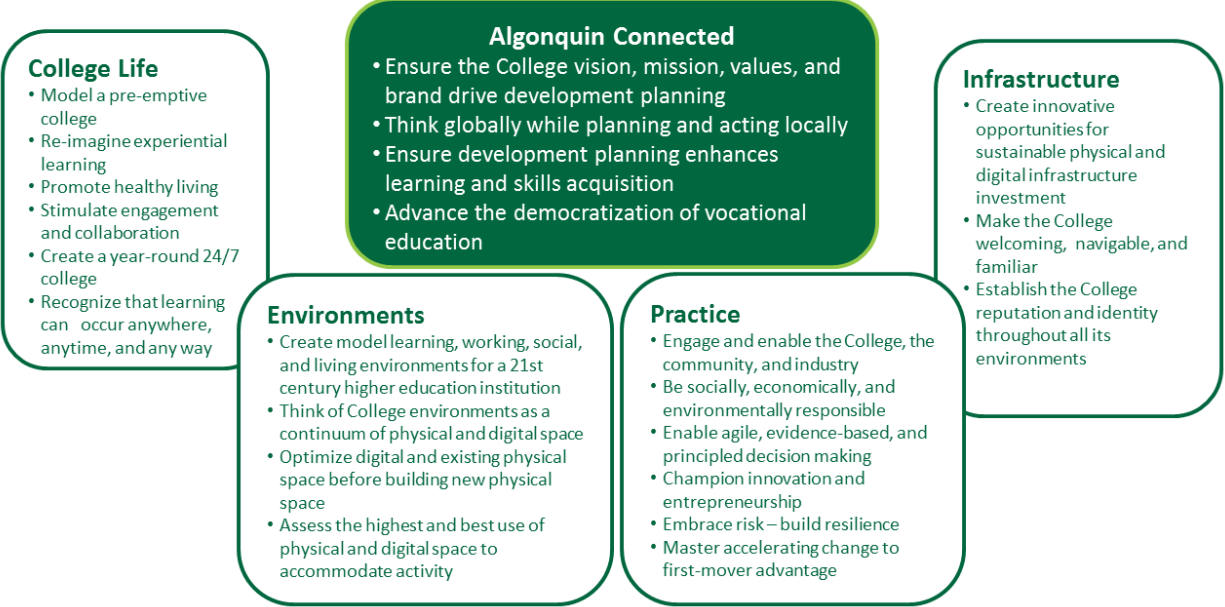 Algonquin Connected
• Ensure the College vision, mission, values, and
brand drive development planning
• Think globally while planning and acting locally
• Ensure development planning enhances
learning and skills acquisition
• Advance the democratization of vocational
education
College Life
• Model a pre-emptive
college
• Re-imagine experiential
learning
• Promote healthy living
• Stimulate engagement
and collaboration
• Create a year-round 24/7
college
• Recognize that learning
can occur anywhere,
anytime, and any way
Environments
• Create model learning, working, social,
and living environments for a 21st
century higher education institution
• Think of College environments as a
continuum of physical and digital space
• Optimize digital and existing physical
space before building new physical
space
• Assess the highest and best use of
physical and digital space to
accommodate activity
Practice
• Engage and enable the College, the
community, and industry
• Be socially, economically, and
environmentally responsible
• Enable agile, evidence-based, and
principled decision making
• Champion innovation and
entrepreneurship
• Embrace risk – build resilience
• Master accelerating change to
first-mover advantage
Infrastructure
• Create innovative
opportunities for
sustainable physical and
digital infrastructure
investment
• Make the College
welcoming, navigable, and
familiar
• Establish the College
reputation and identity
throughout all its
environments